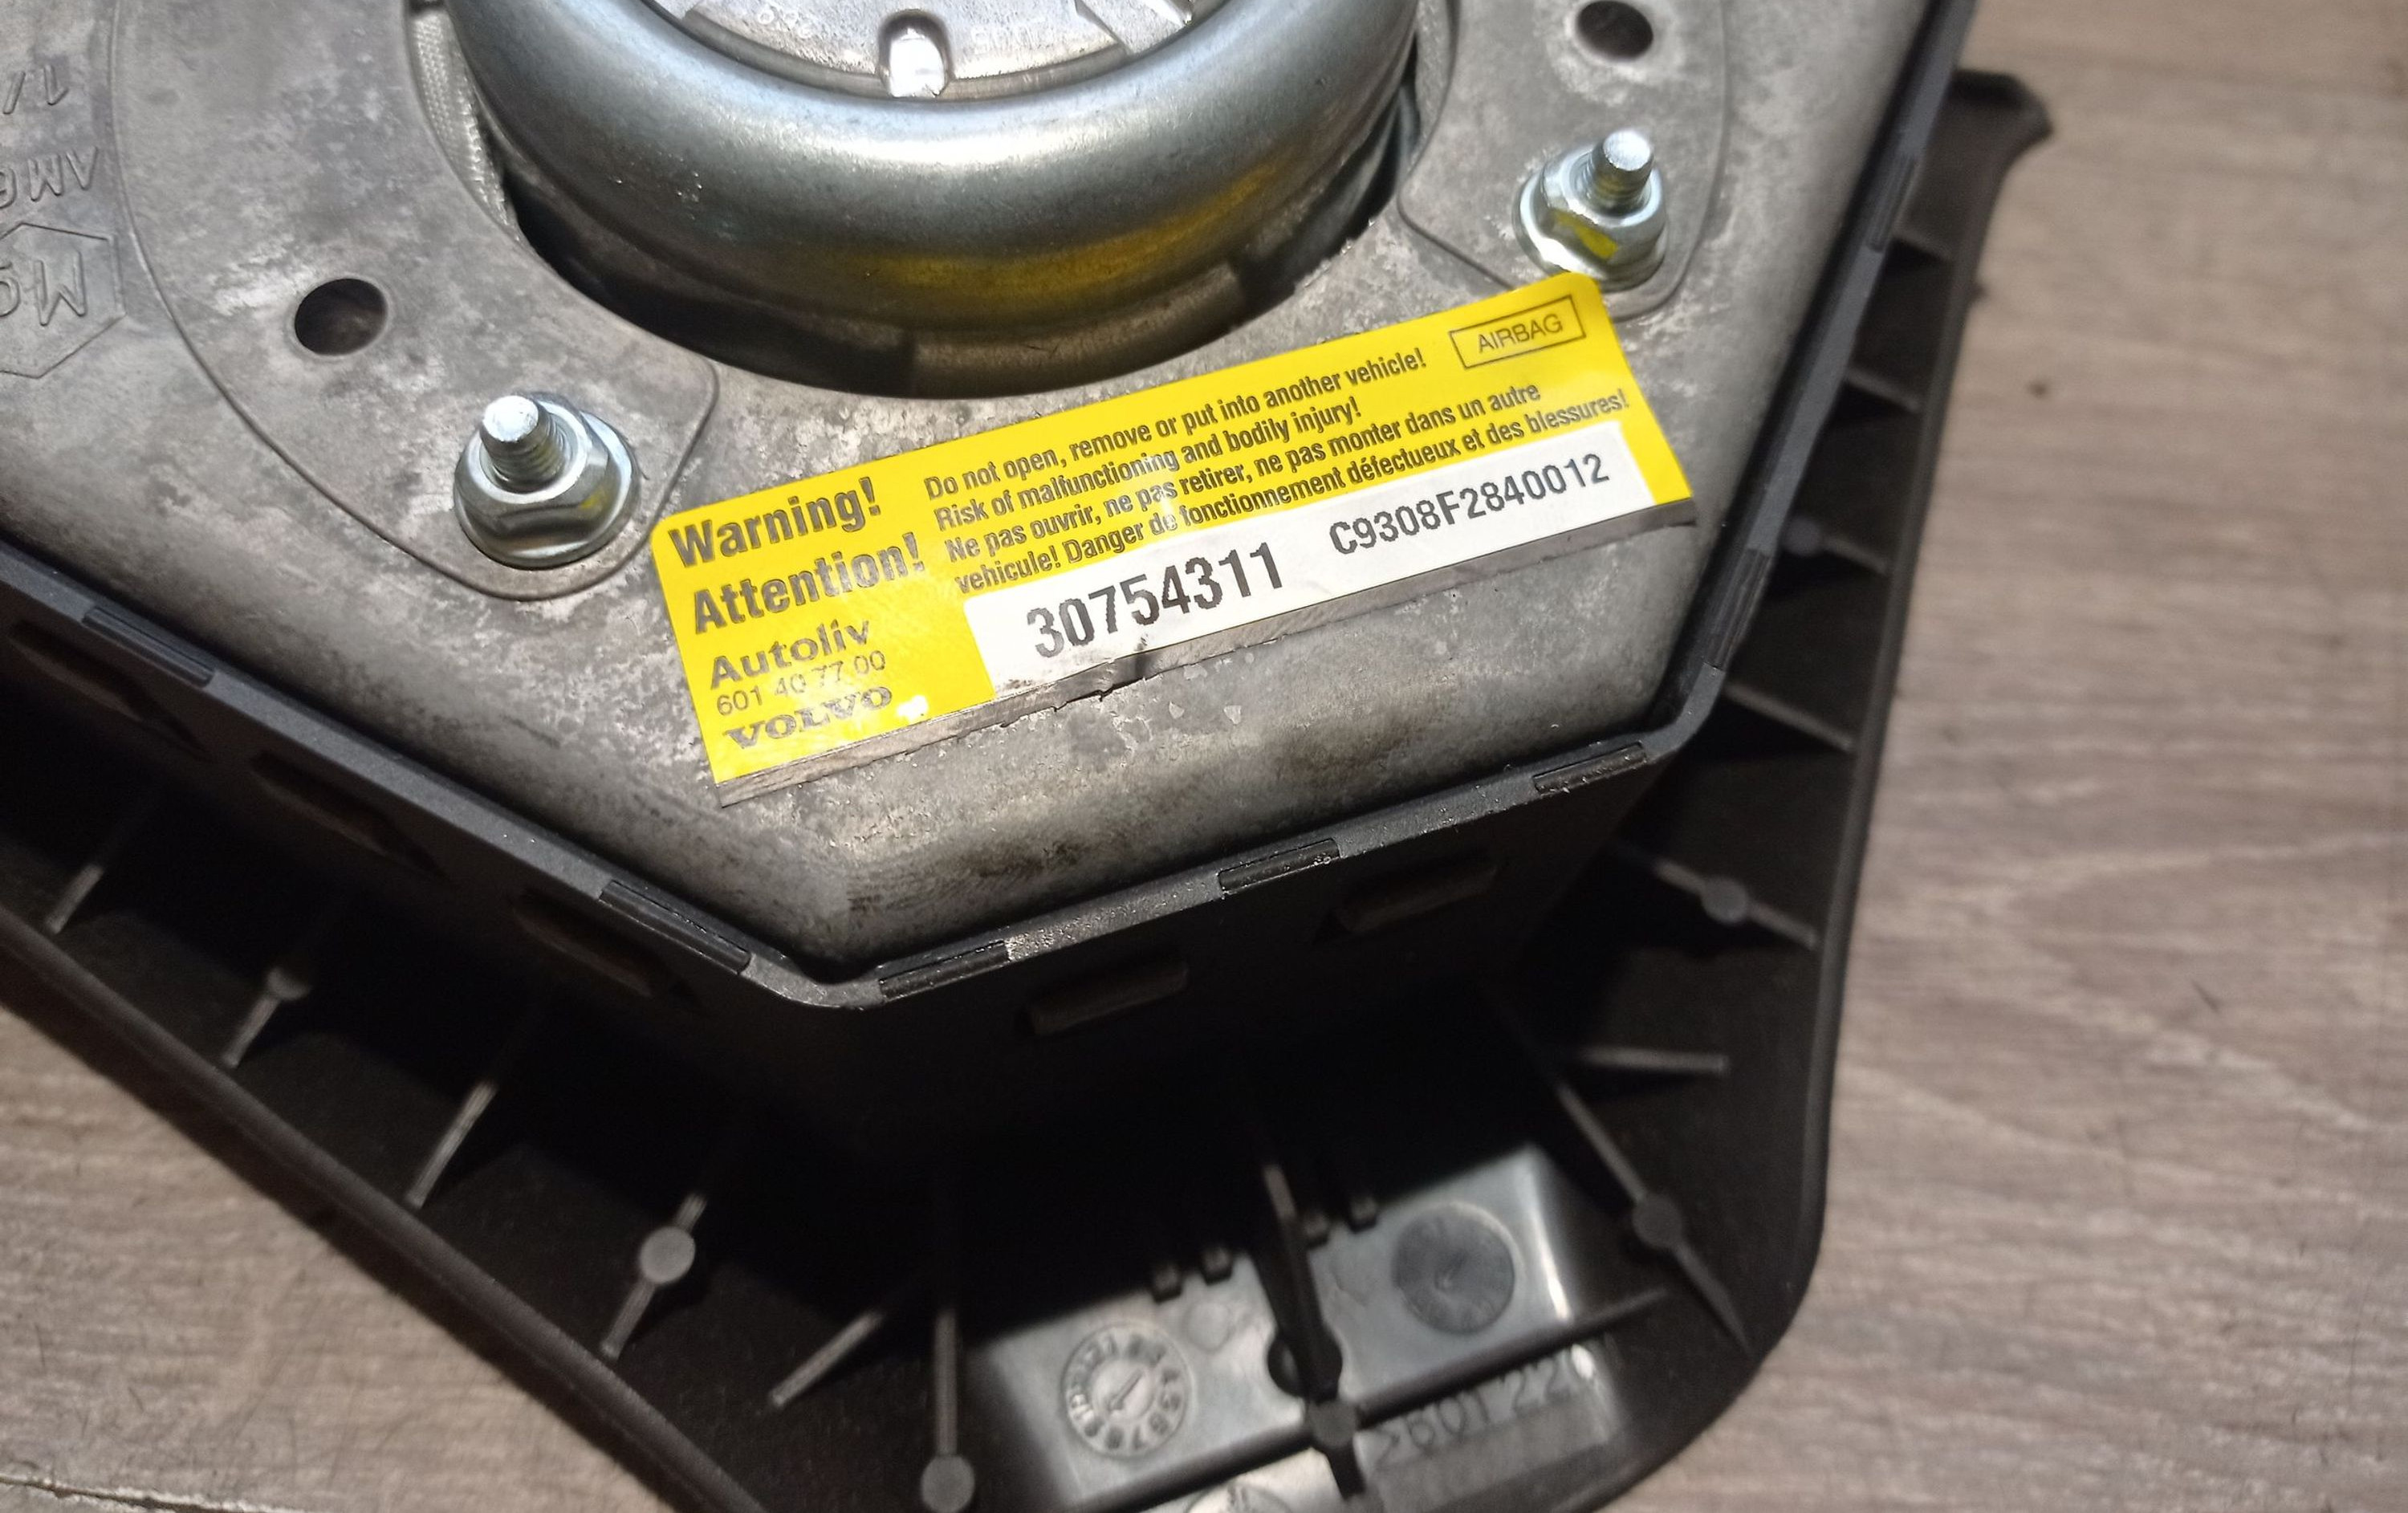 AIRBAG
Warning!
Attention!
Do not open, remove or put into another vehicle!
Risk of malfunctioning and bodily injury!
Ne pas ouvrir, ne pas retirer, ne pas monter dans un autre
vehicule! Danger de fonctionnement défectueux et des blessures!
Autoliv
601 40 77 00
VOLVO
30754311
C9308F2840012